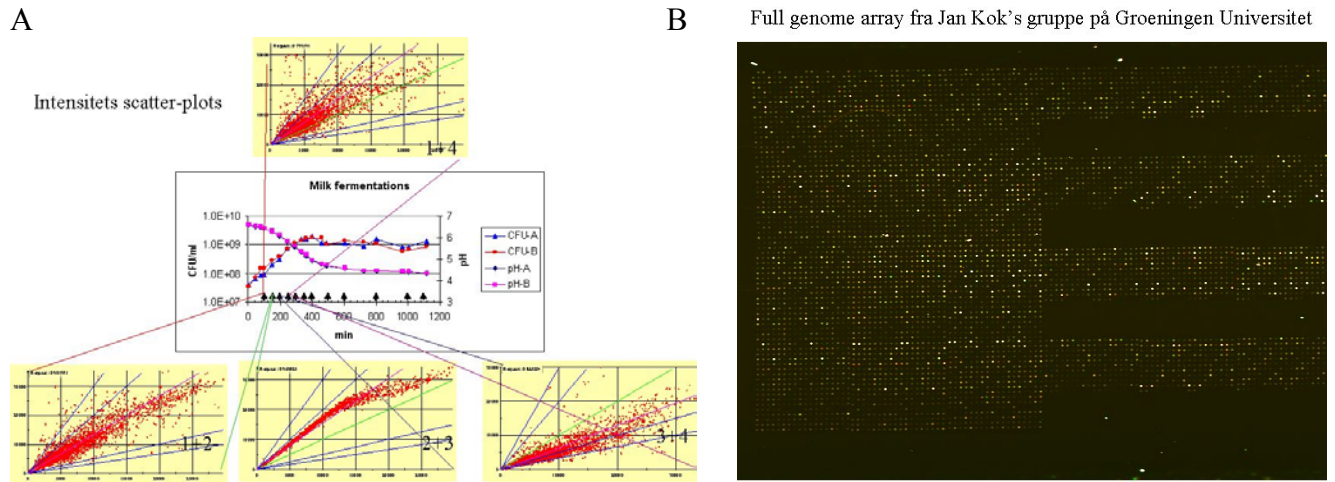 A
B
Full genome array fra Jan Kok's gruppe på Groeningen Universitet
Intensitets scatter-plots
1+4
Milk fermentations
1.0E+10
1.0E+09
1.0E+08
1.0E+07
CFU/ml
7
6
5
4
3
pH
0 200 400 600 800 1000 1200
min
CFU-A
CFU-B
pH-A
pH-B
1+2
2+3
3+4